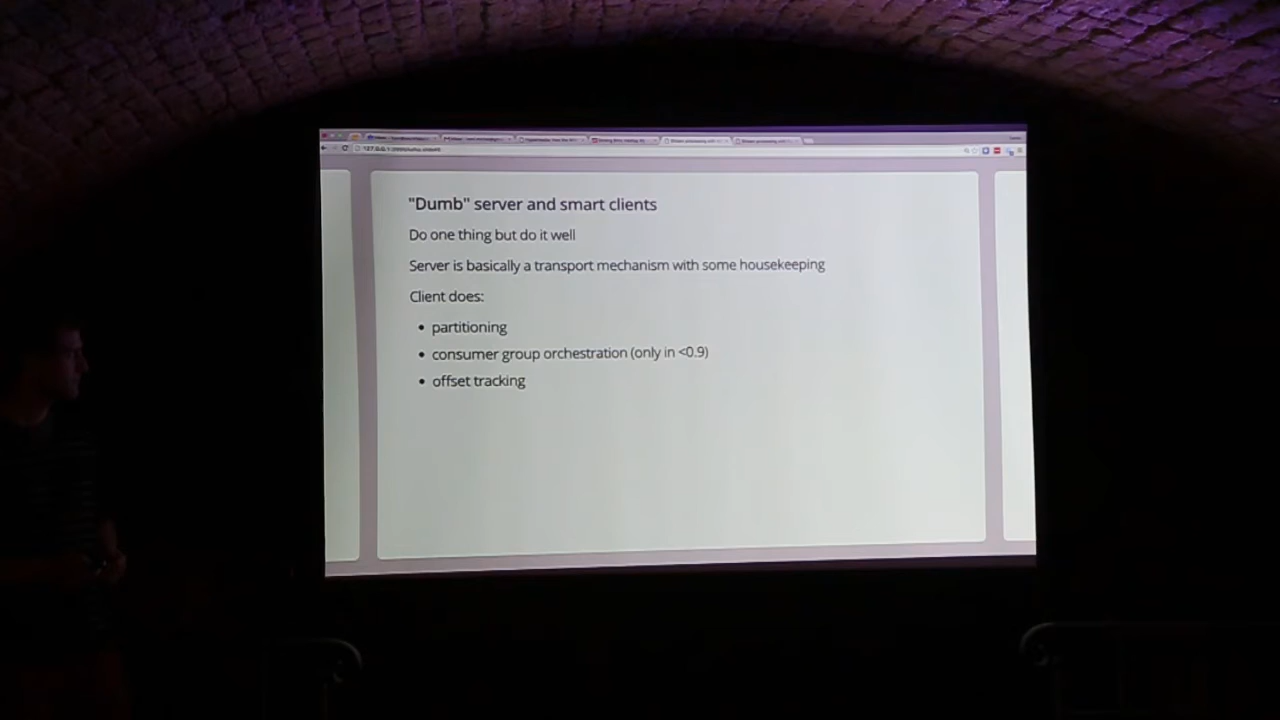 "Dumb" server and smart clients
Do one thing but do it well
Server is basically a transport mechanism with some housekeeping
Client does:
• partitioning
• consumer group orchestration (only in <0.9)
• offset tracking